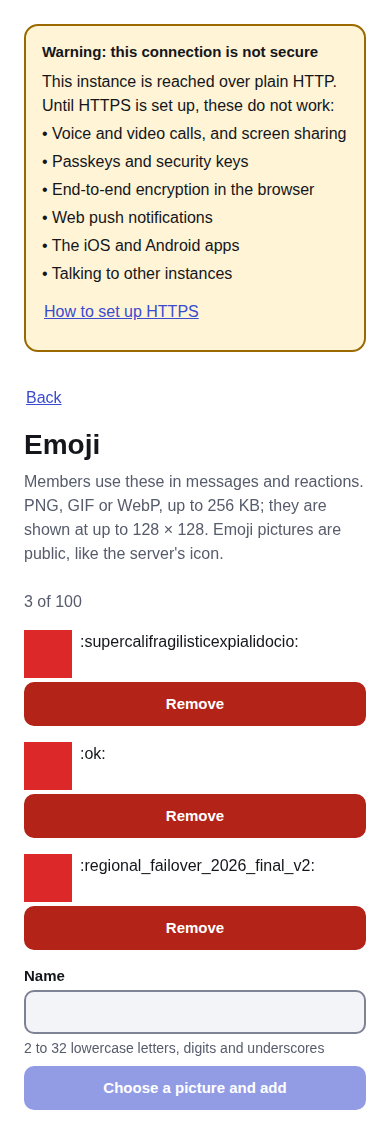 Warning: this connection is not secure
This instance is reached over plain HTTP.
Until HTTPS is set up, these do not work:
• Voice and video calls, and screen sharing
• Passkeys and security keys
• End-to-end encryption in the browser
• Web push notifications
• The iOS and Android apps
• Talking to other instances
How to set up HTTPS
Back
Emoji
Members use these in messages and reactions.
PNG, GIF or WebP, up to 256 KB; they are
shown at up to 128 × 128. Emoji pictures are
public, like the server's icon.
3 of 100
:supercalifragilisticexpialidocio:
Remove
:ok:
Remove
:regional_failover_2026_final_v2:
Remove
Name
2 to 32 lowercase letters, digits and underscores
Choose a picture and add